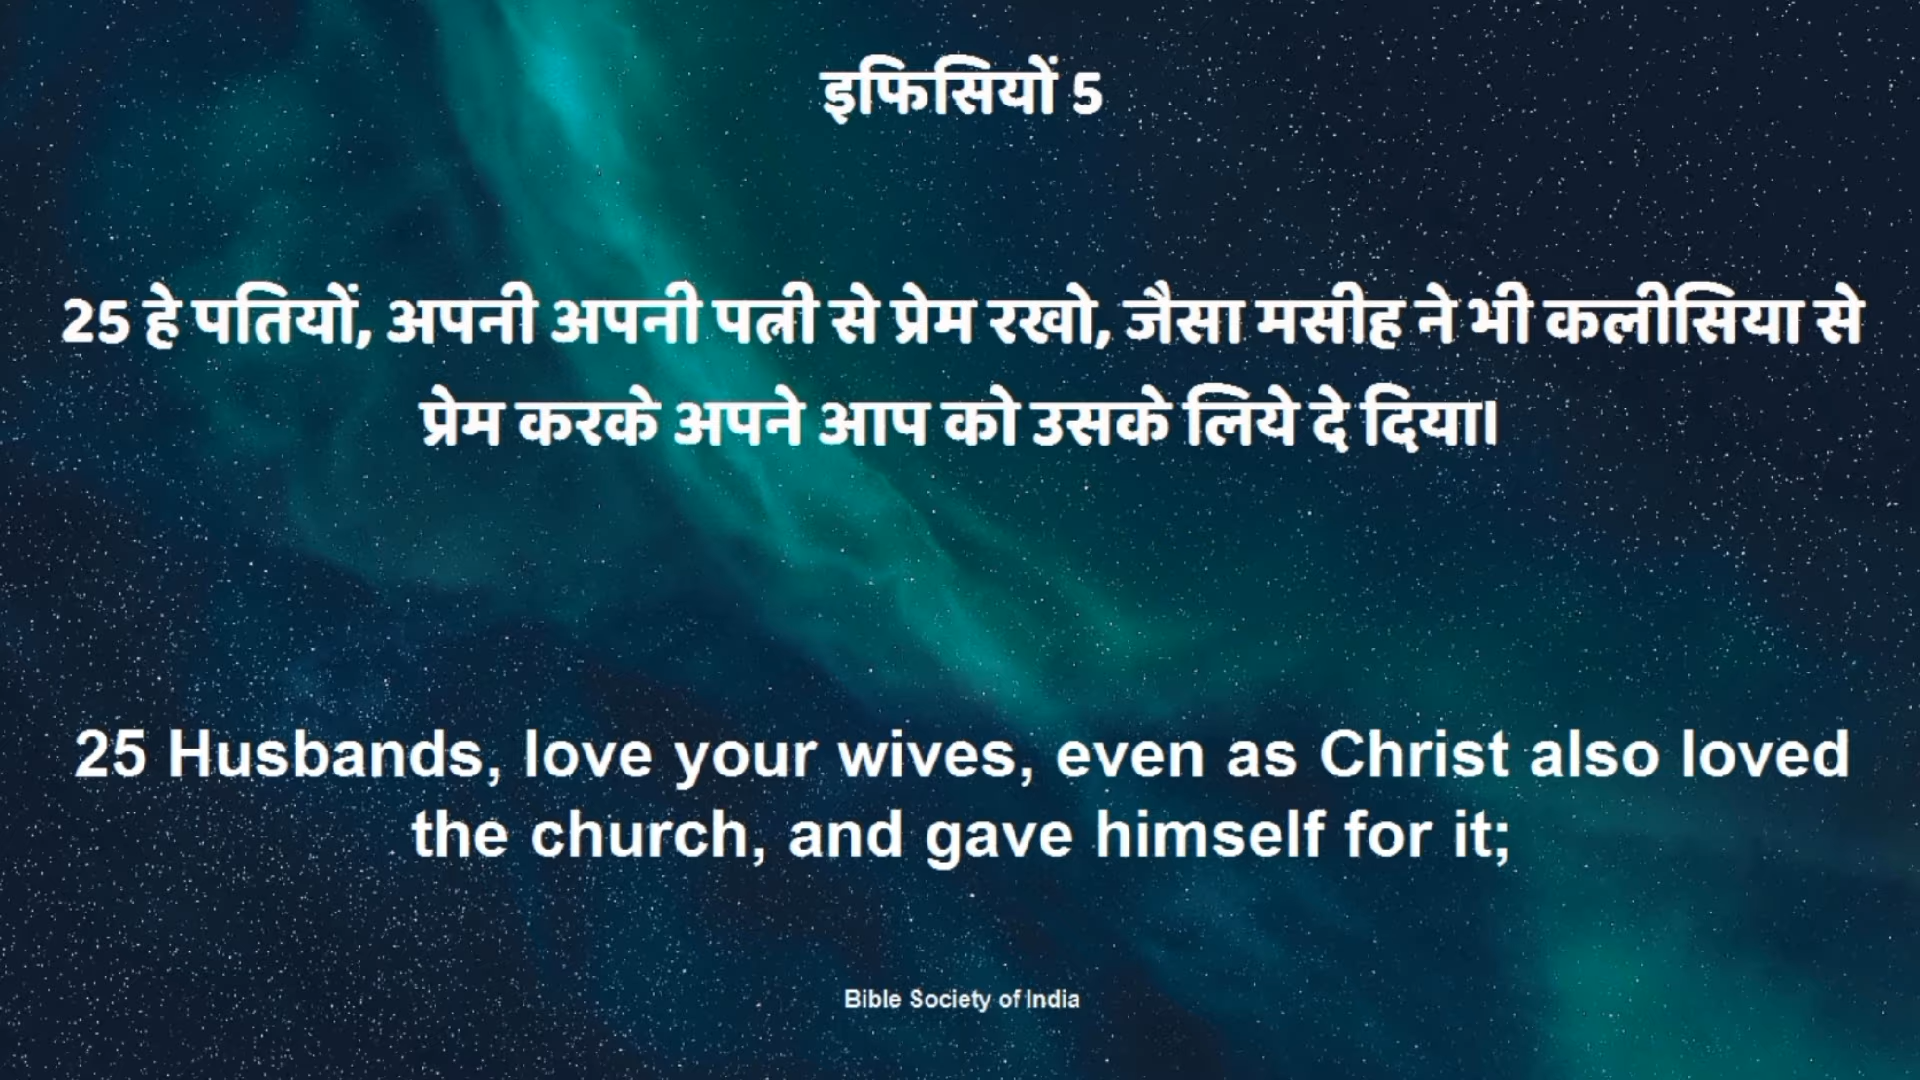 इफिसियों 5
25 हे पतियों, अपनी अपनी पत्नी से प्रेम रखो, जैसा मसीह ने भी कलीसिया से
प्रेम करके अपने आप को उसके लिये दे दिया।
25 Husbands, love your wives, even as Christ also loved
the church, and gave himself for it;
Bible Society of India